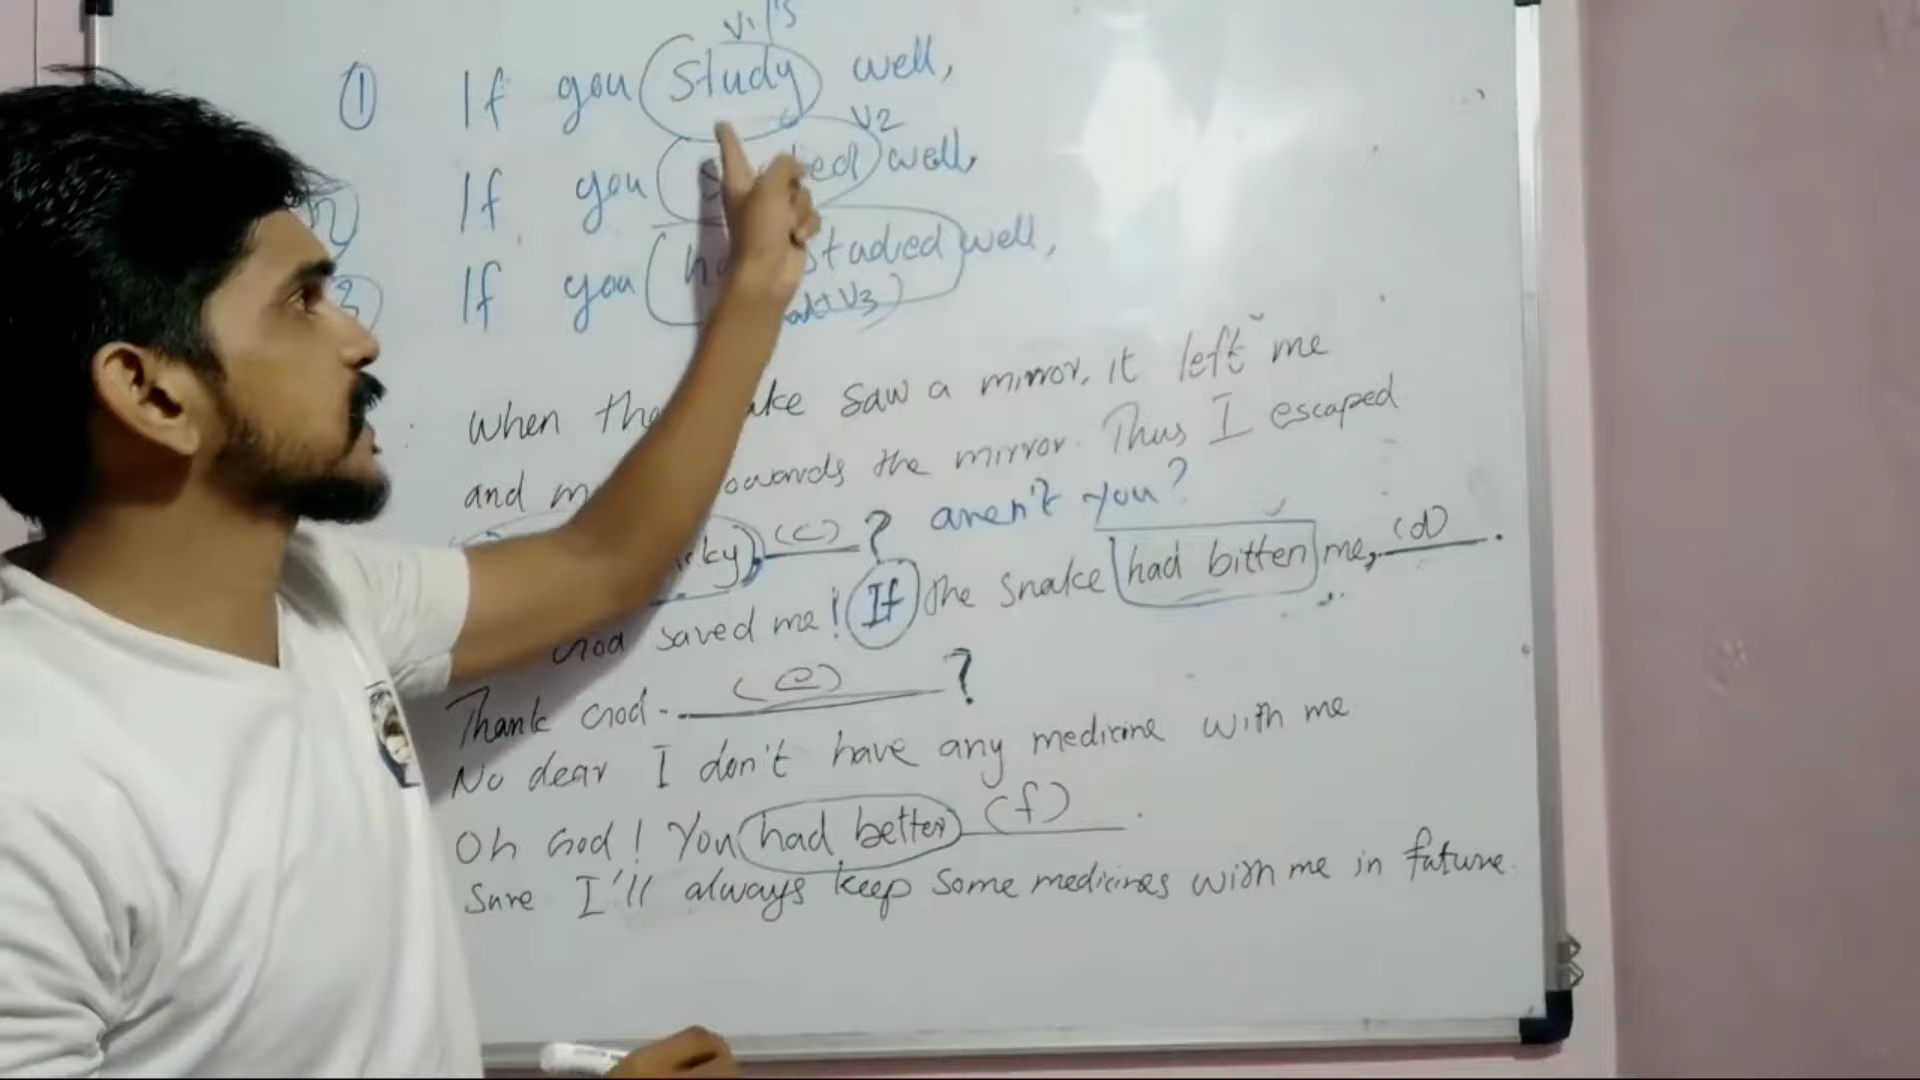 V1/s
① If you study well,
V2
If you well,
3 If you studied well,
V3)
when the saw a mirror, it left me
and towards the mirror. Thus I escaped
(c) ? aren't you?
God saved me! If the snake had bitten me, (d).
Thank God. (e) ?
No dear I don't have any medicine with me
Oh God! You had better (f).
Sure I'll always keep some medicines with me in future.